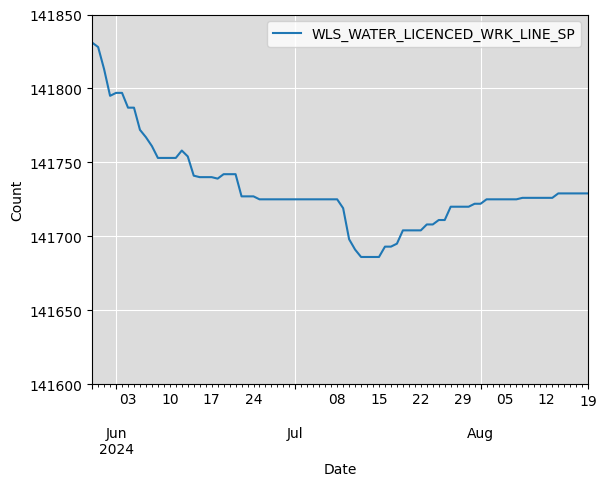 WLS_WATER_LICENCED_WRK_LINE_SP
141850
141800
141750
141700
141650
141600
Count
03 10 17 24 08 15 22 29 05 12 19
Jun Jul Aug
2024
Date